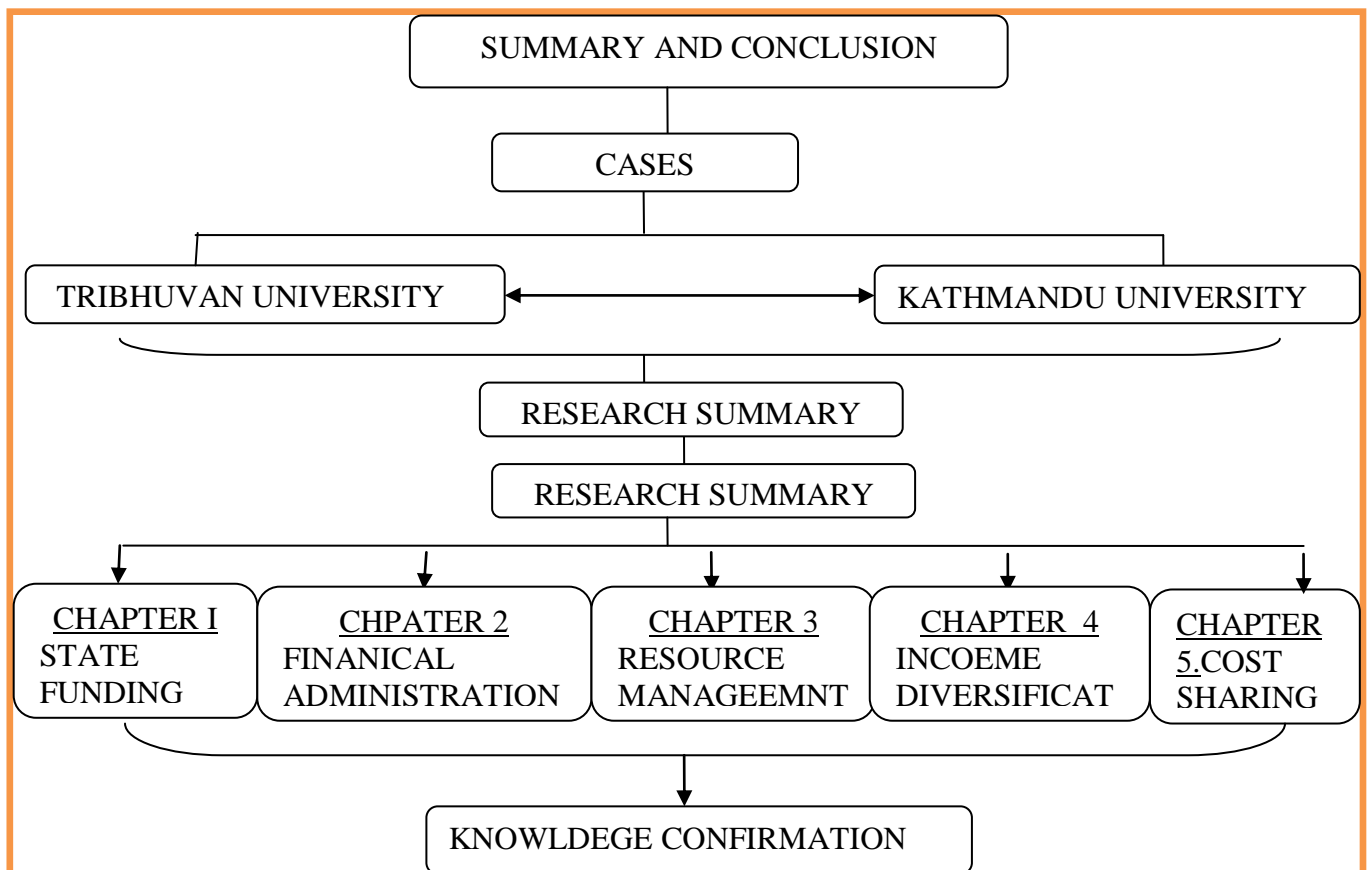 SUMMARY AND CONCLUSION
CASES
TRIBHUVAN UNIVERSITY
KATHMANDU UNIVERSITY
RESEARCH SUMMARY
RESEARCH SUMMARY
CHAPTER I
STATE
FUNDING
CHPATER 2
FINANICAL
ADMINISTRATION
CHAPTER 3
RESOURCE
MANAGEEMNT
CHAPTER 4
INCOEME
DIVERSIFICAT
CHAPTER
5.COST
SHARING
KNOWLDEGE CONFIRMATION